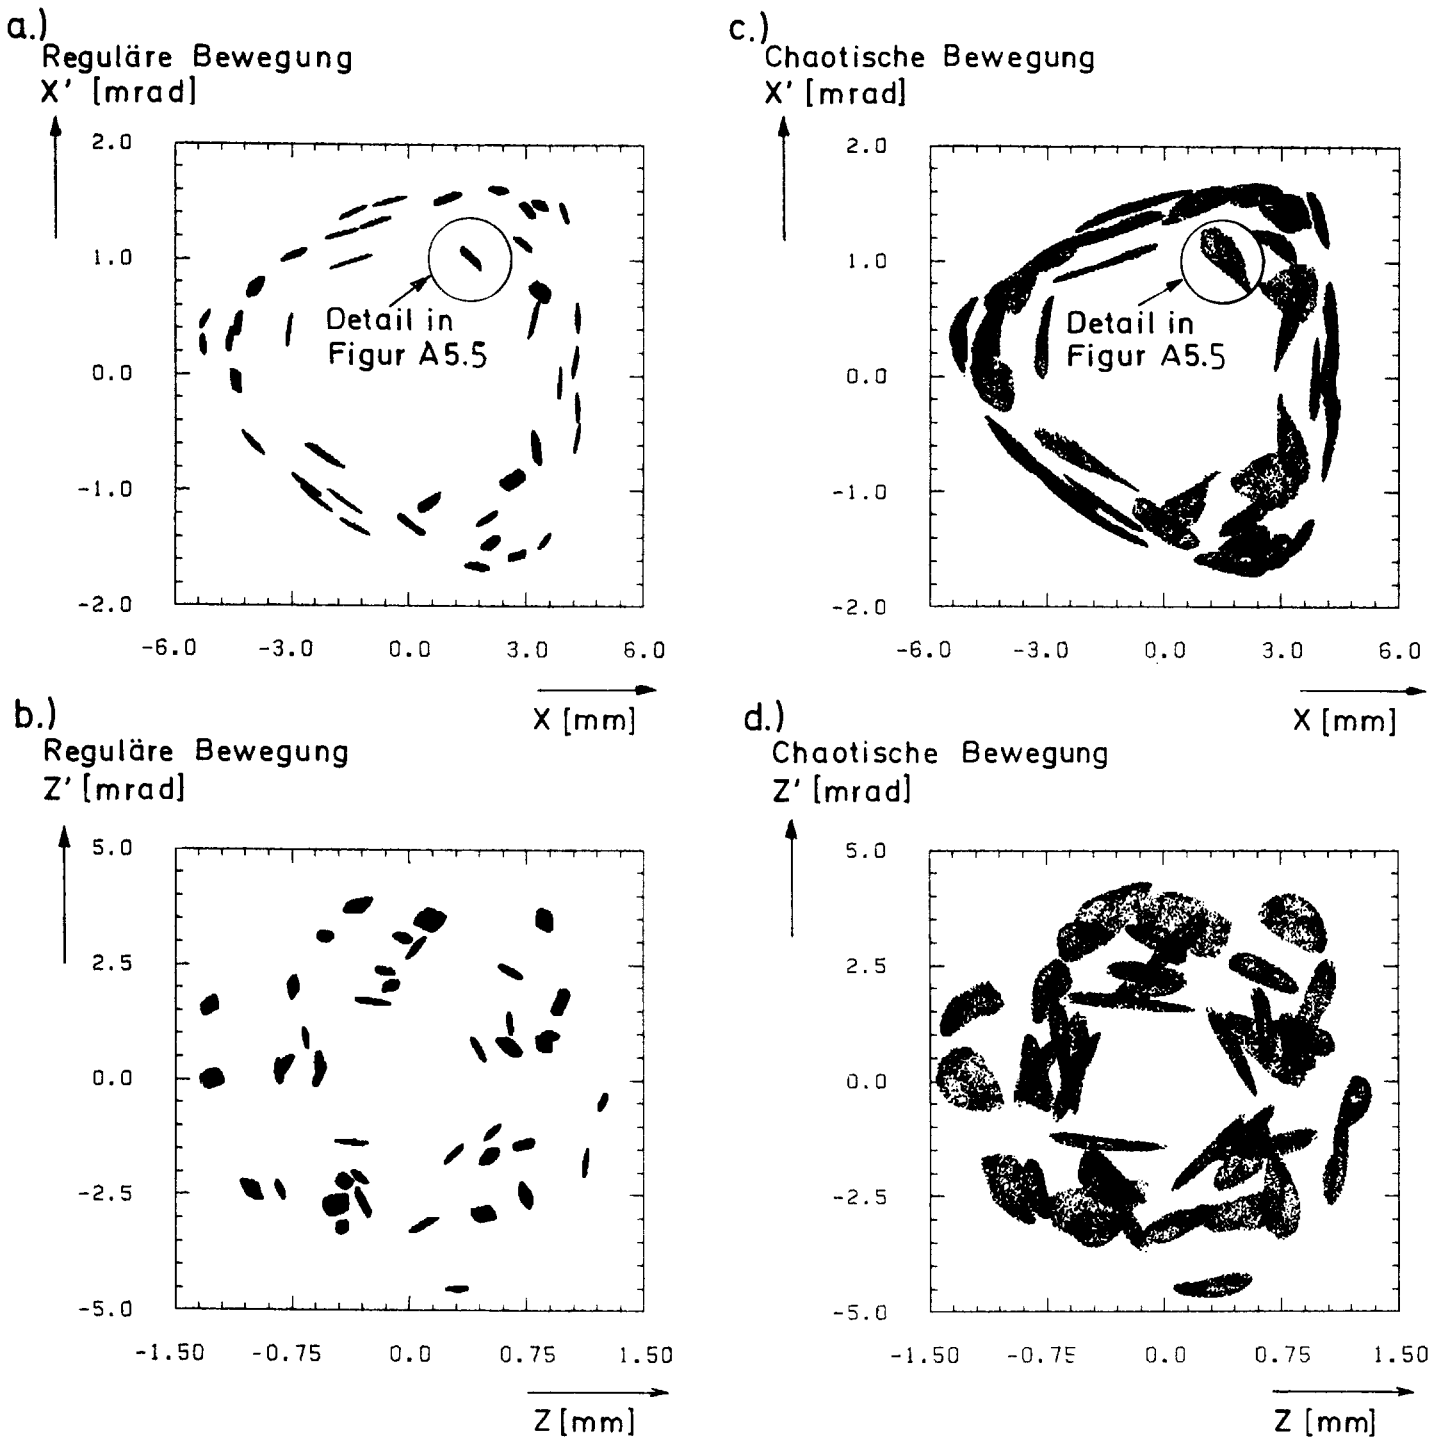 a.)
Reguläre Bewegung
X' [mrad]
2.0
1.0
0.0
-1.0
-2.0
Detail in
Figur A5.5
-6.0 -3.0 0.0 3.0 6.0
X [mm]
c.)
Chaotische Bewegung
X' [mrad]
2.0
1.0
0.0
-1.0
-2.0
Detail in
Figur A5.5
-6.0 -3.0 0.0 3.0 6.0
X [mm]
b.)
Reguläre Bewegung
Z' [mrad]
5.0
2.5
0.0
-2.5
-5.0
-1.50 -0.75 0.0 0.75 1.50
Z [mm]
d.)
Chaotische Bewegung
Z' [mrad]
5.0
2.5
0.0
-2.5
-5.0
-1.50 -0.75 0.0 0.75 1.50
Z [mm]